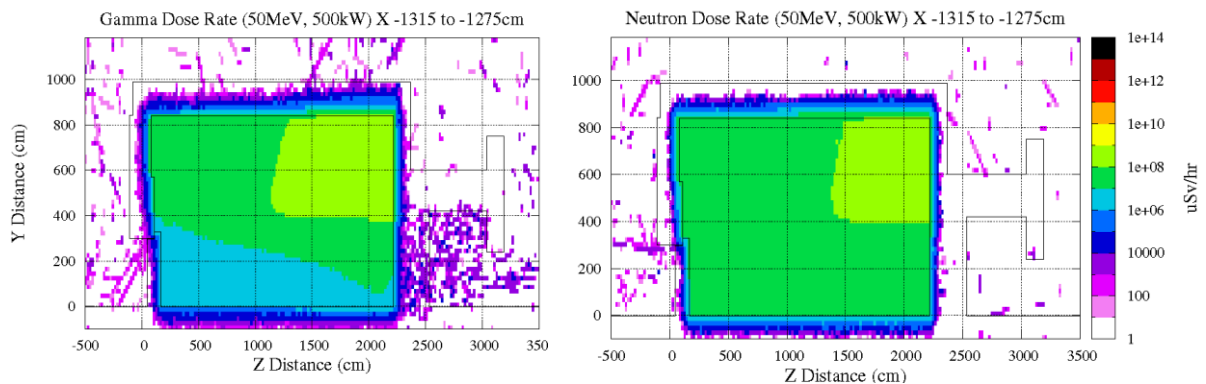 Gamma Dose Rate (50MeV, 500kW) X -1315 to -1275cm
Y Distance (cm)
1000
800
600
400
200
0
-500 0 500 1000 1500 2000 2500 3000 350
Z Distance (cm)
Neutron Dose Rate (50MeV, 500kW) X -1315 to -1275cm
1000
800
600
400
200
0
-500 0 500 1000 1500 2000 2500 3000 3500
Z Distance (cm)
1e+14
1e+12
1e+10
1e+08
1e+06
10000
100
1
uSv/hr